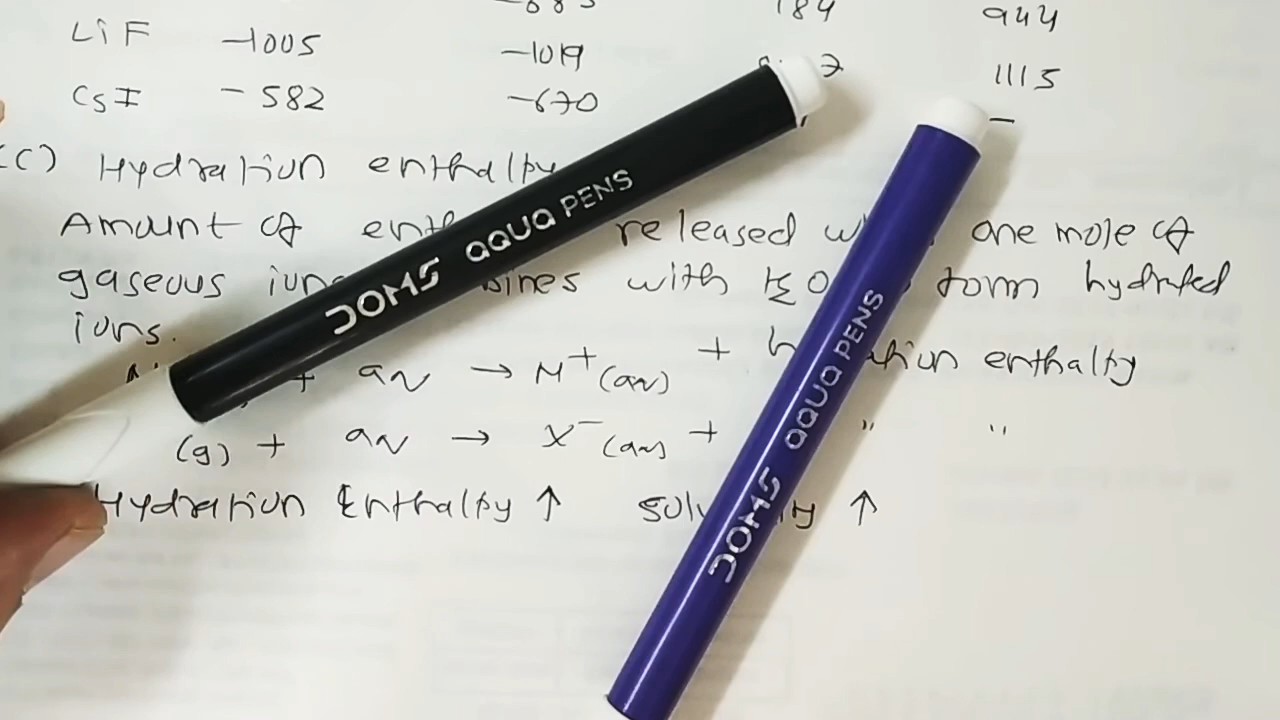 184 944
LiF -1005 -1019 1115
CsI -582 -670 —
(C) Hydration enthalpy
Amount of released one mole of
gaseous ions with H2O form hydrated
ions.
+ aq → M+(aq) + enthalpy
(g) + aq → X-(aq) + " "
Hydration Enthalpy ↑ ↑
DOMS AQUA PENS
DOMS AQUA PENS